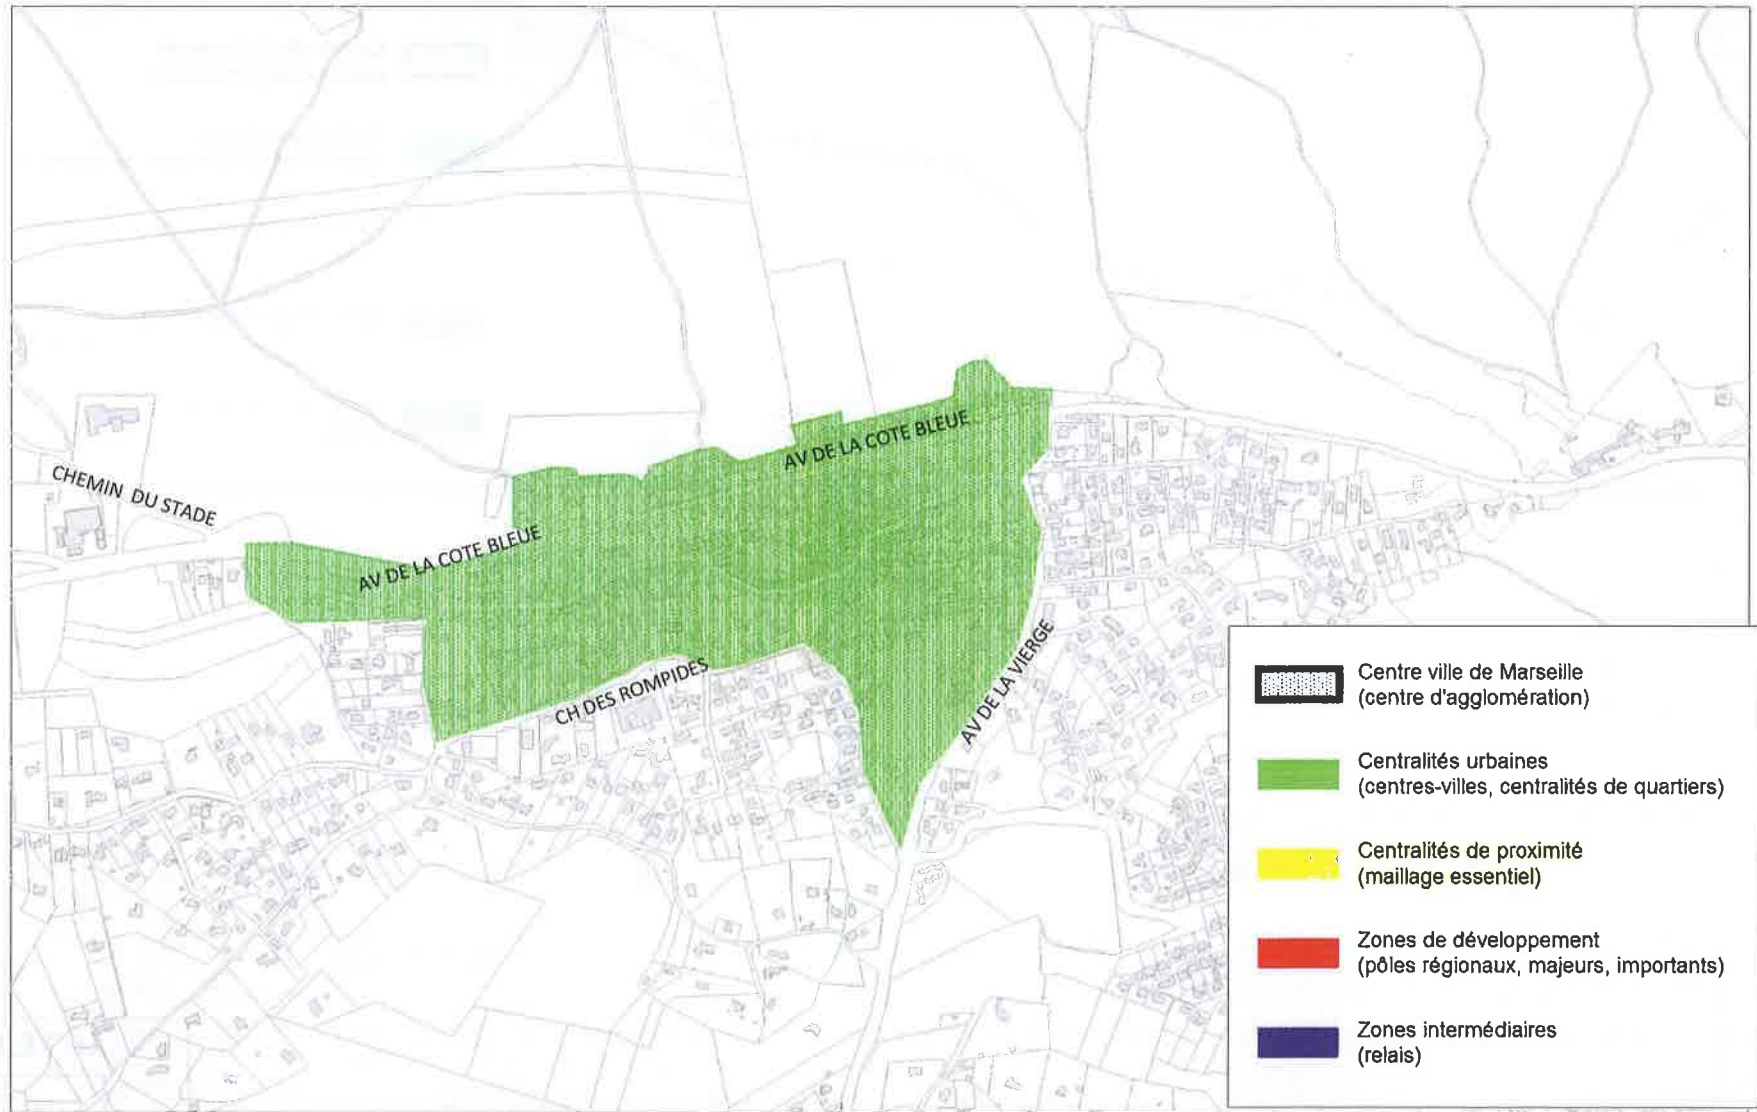 AV DE LA COTE BLEUE
CHEMIN DU STADE
AV DE LA COTE BLEUE
CH DES ROMPIDES
AV DE LA VIERGE
Centre ville de Marseille
(centre d'agglomération)
Centralités urbaines
(centres-villes, centralités de quartiers)
Centralités de proximité
(maillage essentiel)
Zones de développement
(pôles régionaux, majeurs, importants)
Zones intermédiaires
(relais)